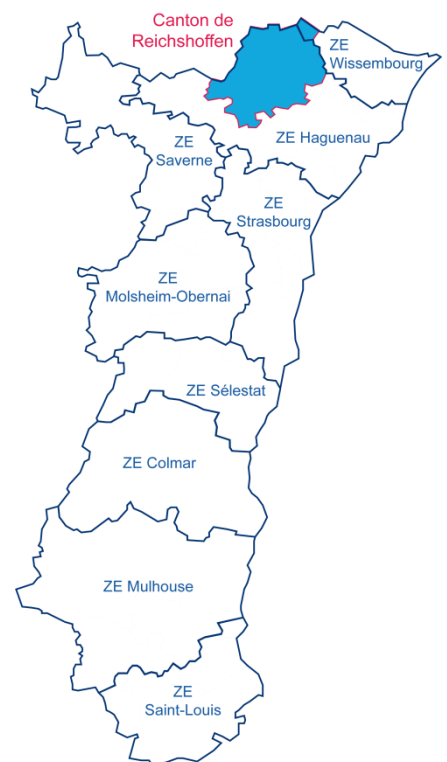 Canton de
Reichshoffen
ZE
Wissembourg
ZE Haguenau
ZE
Saverne
ZE
Strasbourg
ZE
Molsheim-Obernai
ZE Sélestat
ZE Colmar
ZE Mulhouse
ZE
Saint-Louis